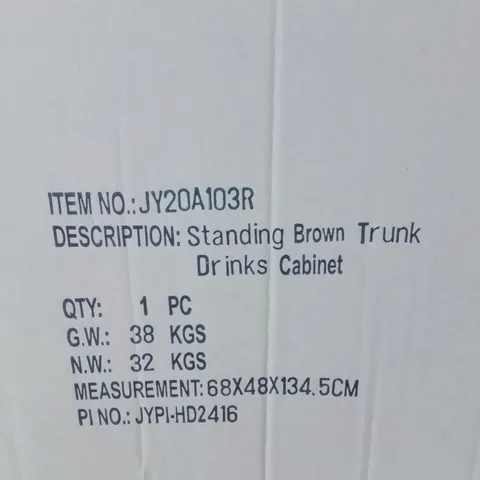 ITEM NO.:JY20A103R
DESCRIPTION: Standing Brown Trunk
Drinks Cabinet
QTY: 1 PC
G.W.: 38 KGS
N.W.: 32 KGS
MEASUREMENT:68X48X134.5CM
PI NO.: JYPI-HD2416